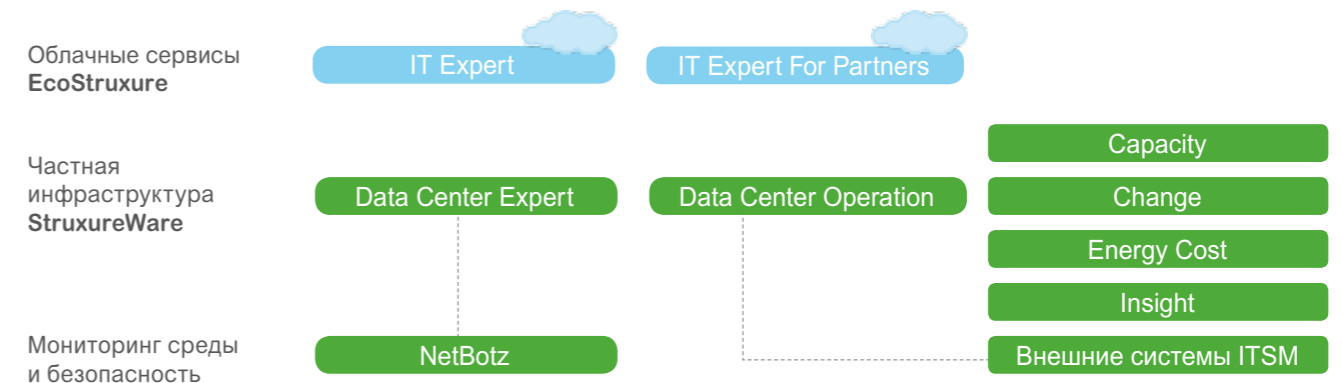 Облачные сервисы
EcoStruxure
IT Expert
IT Expert For Partners
Частная
инфраструктура
StruxureWare
Data Center Expert
Data Center Operation
Capacity
Change
Energy Cost
Insight
Мониторинг среды
и безопасность
NetBotz
Внешние системы ITSM